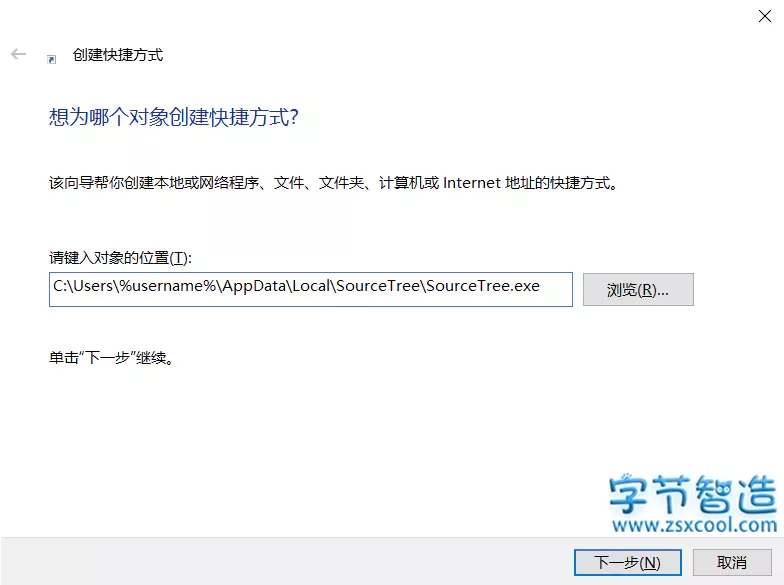 创建快捷方式
想为哪个对象创建快捷方式?
该向导帮你创建本地或网络程序、文件、文件夹、计算机或 Internet 地址的快捷方式。
请键入对象的位置(T):
C:\Users\%username%\AppData\Local\SourceTree\SourceTree.exe
浏览(R)...
单击“下一步”继续。
字节智造
www.zsxcool.com
下一步(N)
取消